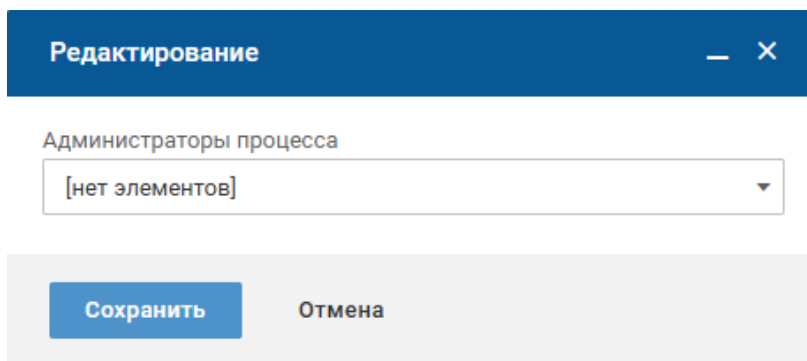 Редактирование
Администраторы процесса
[нет элементов]
Сохранить Отмена